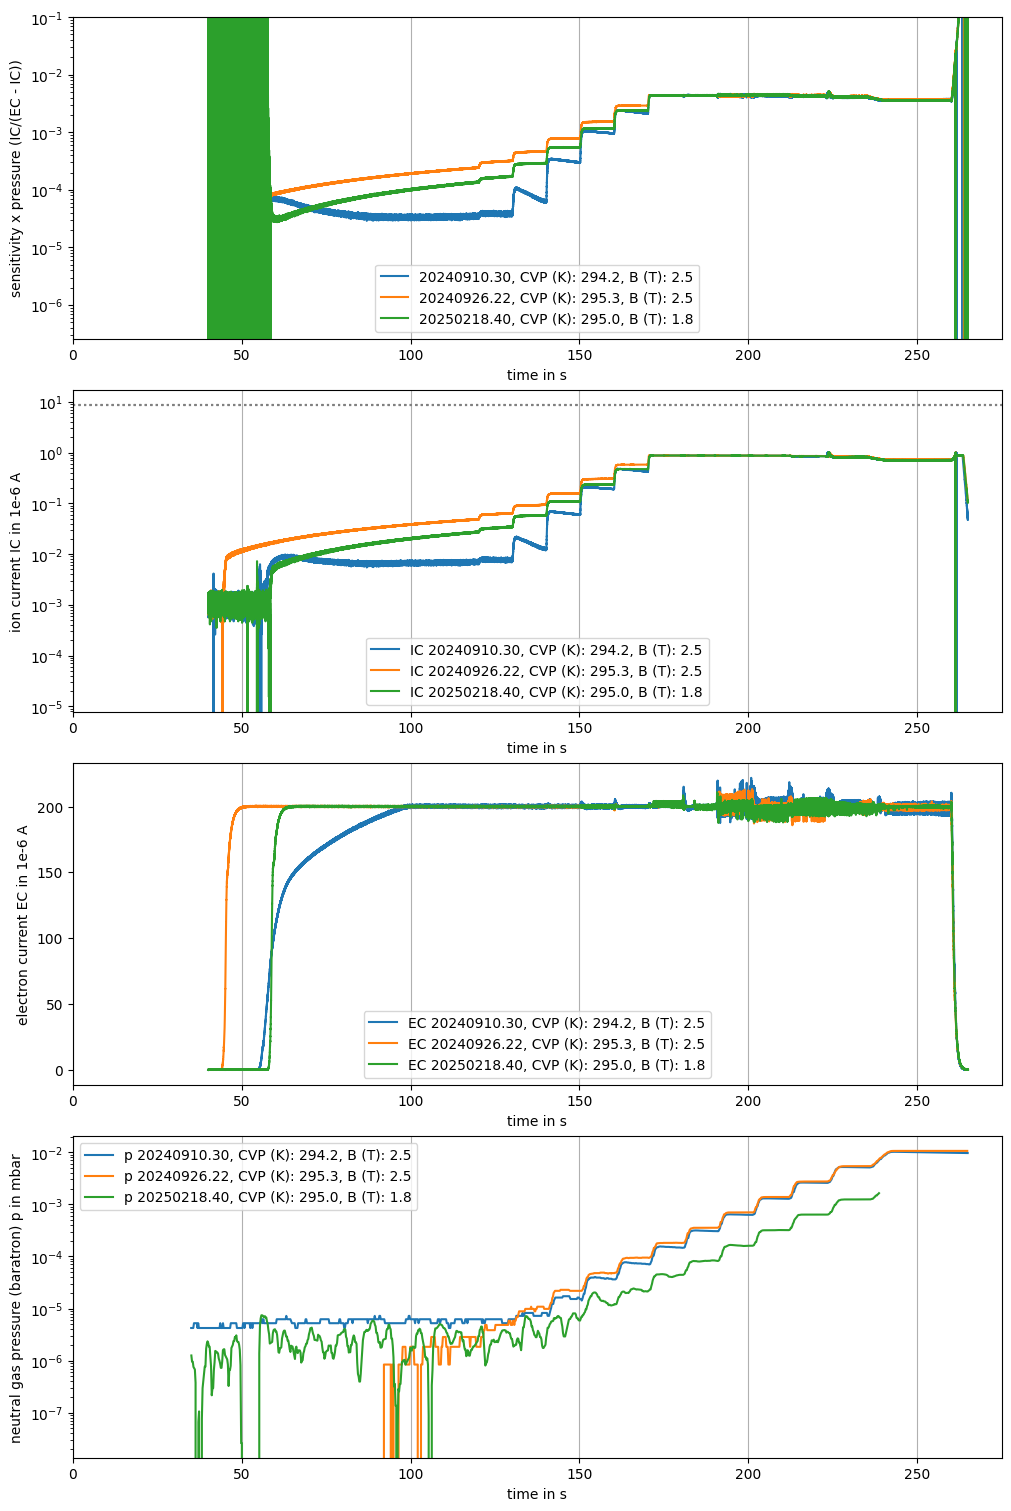 sensitivity x pressure (IC/(EC - IC))
10⁻¹
10⁻²
10⁻³
10⁻⁴
10⁻⁵
10⁻⁶
20240910.30, CVP (K): 294.2, B (T): 2.5
20240926.22, CVP (K): 295.3, B (T): 2.5
20250218.40, CVP (K): 295.0, B (T): 1.8
0 50 100 150 200 250
time in s
ion current IC in 1e-6 A
10¹
10⁰
10⁻¹
10⁻²
10⁻³
10⁻⁴
10⁻⁵
IC 20240910.30, CVP (K): 294.2, B (T): 2.5
IC 20240926.22, CVP (K): 295.3, B (T): 2.5
IC 20250218.40, CVP (K): 295.0, B (T): 1.8
0 50 100 150 200 250
time in s
electron current EC in 1e-6 A
200
150
100
50
0
EC 20240910.30, CVP (K): 294.2, B (T): 2.5
EC 20240926.22, CVP (K): 295.3, B (T): 2.5
EC 20250218.40, CVP (K): 295.0, B (T): 1.8
0 50 100 150 200 250
time in s
neutral gas pressure (baratron) p in mbar
10⁻²
10⁻³
10⁻⁴
10⁻⁵
10⁻⁶
10⁻⁷
p 20240910.30, CVP (K): 294.2, B (T): 2.5
p 20240926.22, CVP (K): 295.3, B (T): 2.5
p 20250218.40, CVP (K): 295.0, B (T): 1.8
0 50 100 150 200 250
time in s